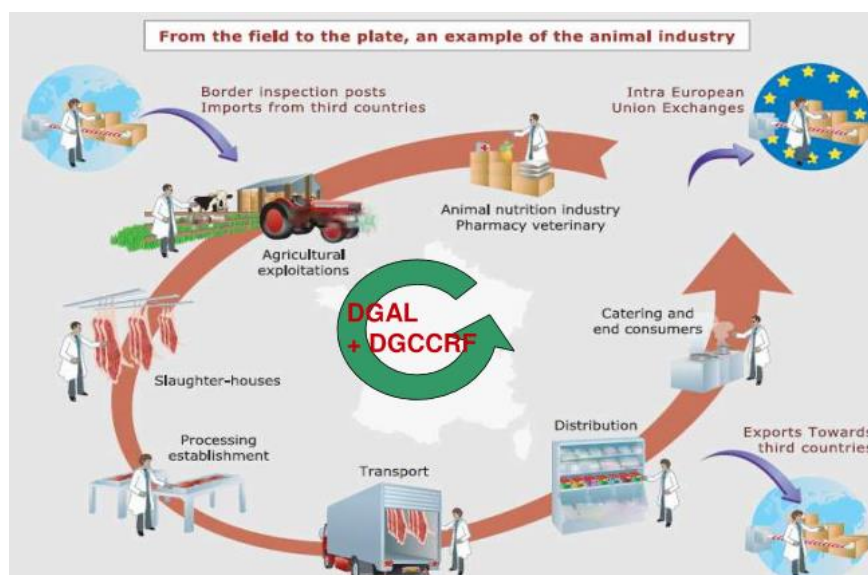 From the field to the plate, an example of the animal industry
Border inspection posts
Imports from third countries
Intra European
Union Exchanges
Animal nutrition industry
Pharmacy veterinary
Agricultural
exploitations
DGAL
+ DGCCRF
Catering and
end consumers
Slaughter-houses
Processing
establishment
Transport
Distribution
Exports Towards
third countries